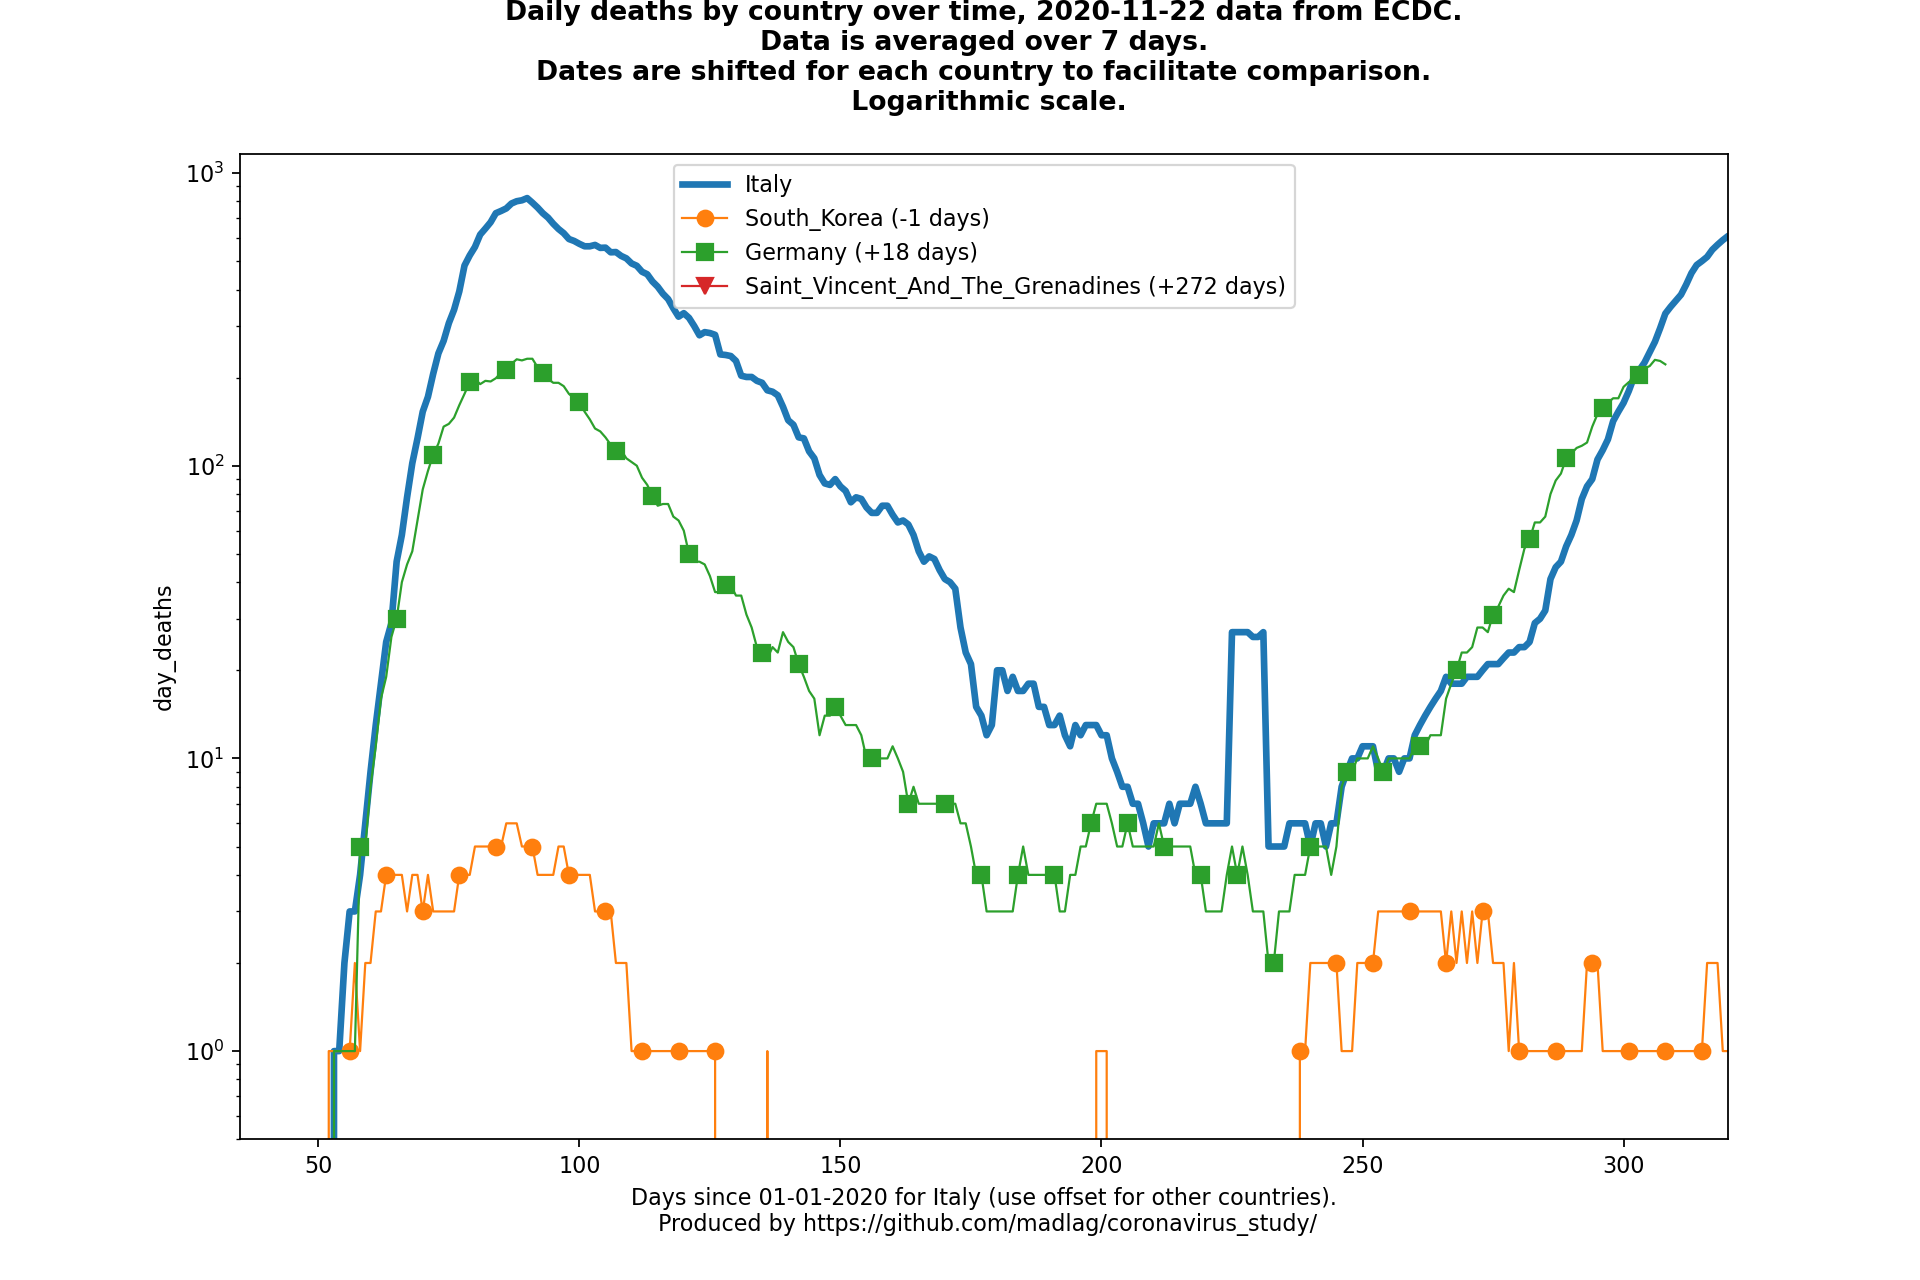 Daily deaths by country over time, 2020-11-22 data from ECDC.
Data is averaged over 7 days.
Dates are shifted for each country to facilitate comparison.
Logarithmic scale.
10³
10²
10¹
10⁰
day_deaths
Italy
South_Korea (-1 days)
Germany (+18 days)
Saint_Vincent_And_The_Grenadines (+272 days)
50 100 150 200 250 300
Days since 01-01-2020 for Italy (use offset for other countries).
Produced by https://github.com/madlag/coronavirus_study/